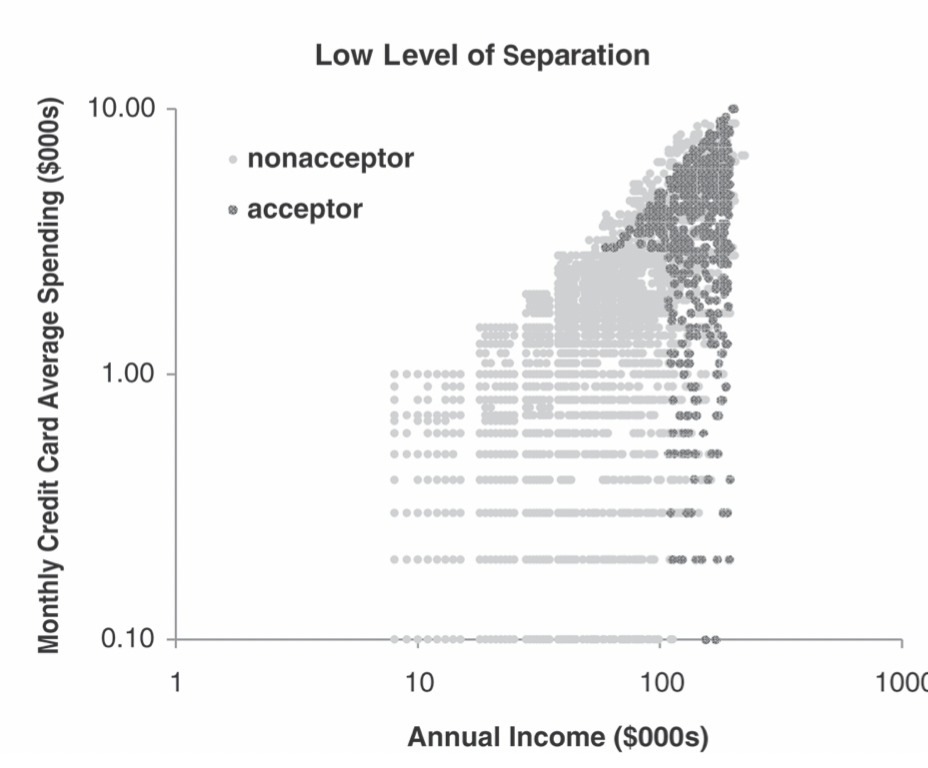 Low Level of Separation
Monthly Credit Card Average Spending ($000s)
10.00
1.00
0.10
nonacceptor
acceptor
1
10
100
1000
Annual Income ($000s)